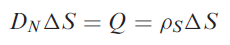 D_N ΔS = Q = ρ_S ΔS